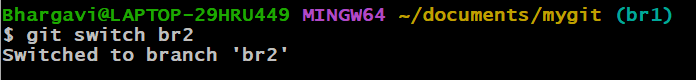 Bhargavi@LAPTOP-29HRU449 MINGW64 ~/documents/mygit (br1)
$ git switch br2
Switched to branch 'br2'